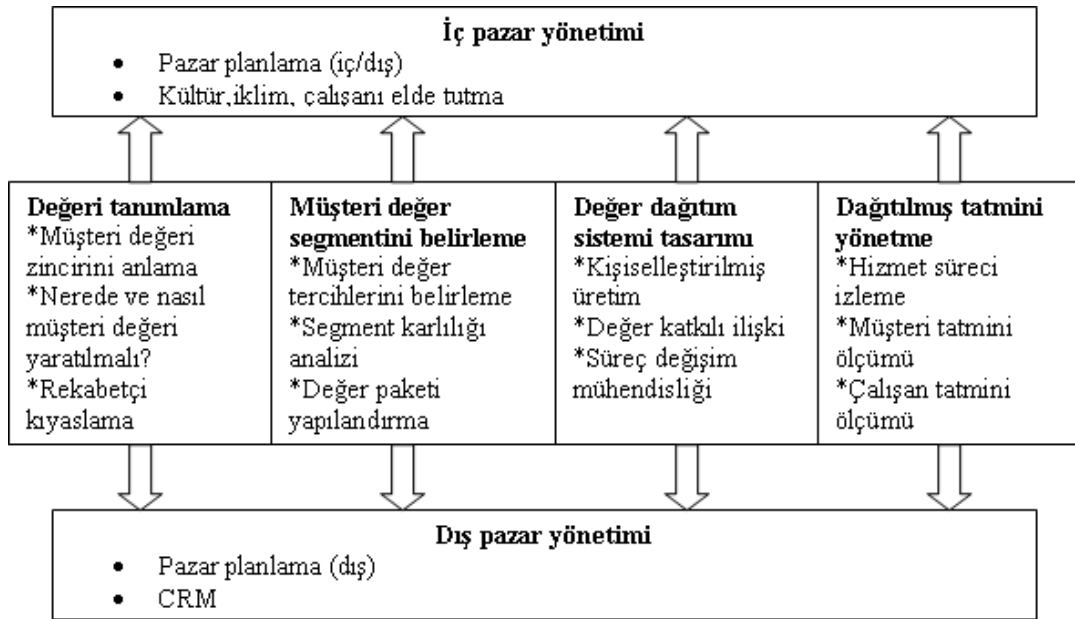 İç pazar yönetimi
• Pazar planlama (iç/dış)
• Kültür,iklim, çalışanı elde tutma
Değeri tanımlama
*Müşteri değeri
zincirini anlama
*Nerede ve nasıl
müşteri değeri
yaratılmalı?
*Rekabetçi
kıyaslama
Müşteri değer
segmentini belirleme
*Müşteri değer
tercihlerini belirleme
*Segment karlılığı
analizi
*Değer paketi
yapılandırma
Değer dağıtım
sistemi tasarımı
*Kişiselleştirilmiş
üretim
*Değer katkılı ilişki
*Süreç değişim
mühendisliği
Dağıtılmış tatmini
yönetme
*Hizmet süreci
izleme
*Müşteri tatmini
ölçümü
*Çalışan tatmini
ölçümü
Dış pazar yönetimi
• Pazar planlama (dış)
• CRM